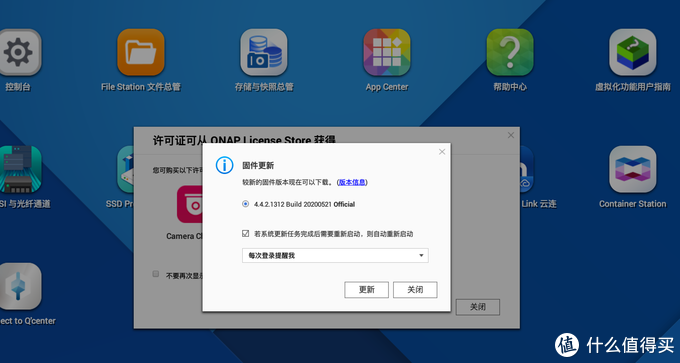 控制台
File Station 文件总管
存储与快照总管
App Center
帮助中心
虚拟化功能用户指南
许可证可从 QNAP License Store 获得
您可购买以下许可
固件更新
较新的固件版本现在可以下载。 (版本信息)
4.4.2.1312 Build 20200521 Official
若系统更新任务完成后需要重新启动，则自动重新启动
每次登录提醒我
更新
关闭
SI 与光纤通道
SSD Pr
Link 云连
Container Station
Camera C
不要再次显
关闭
ect to Q'center
值 什么值得买